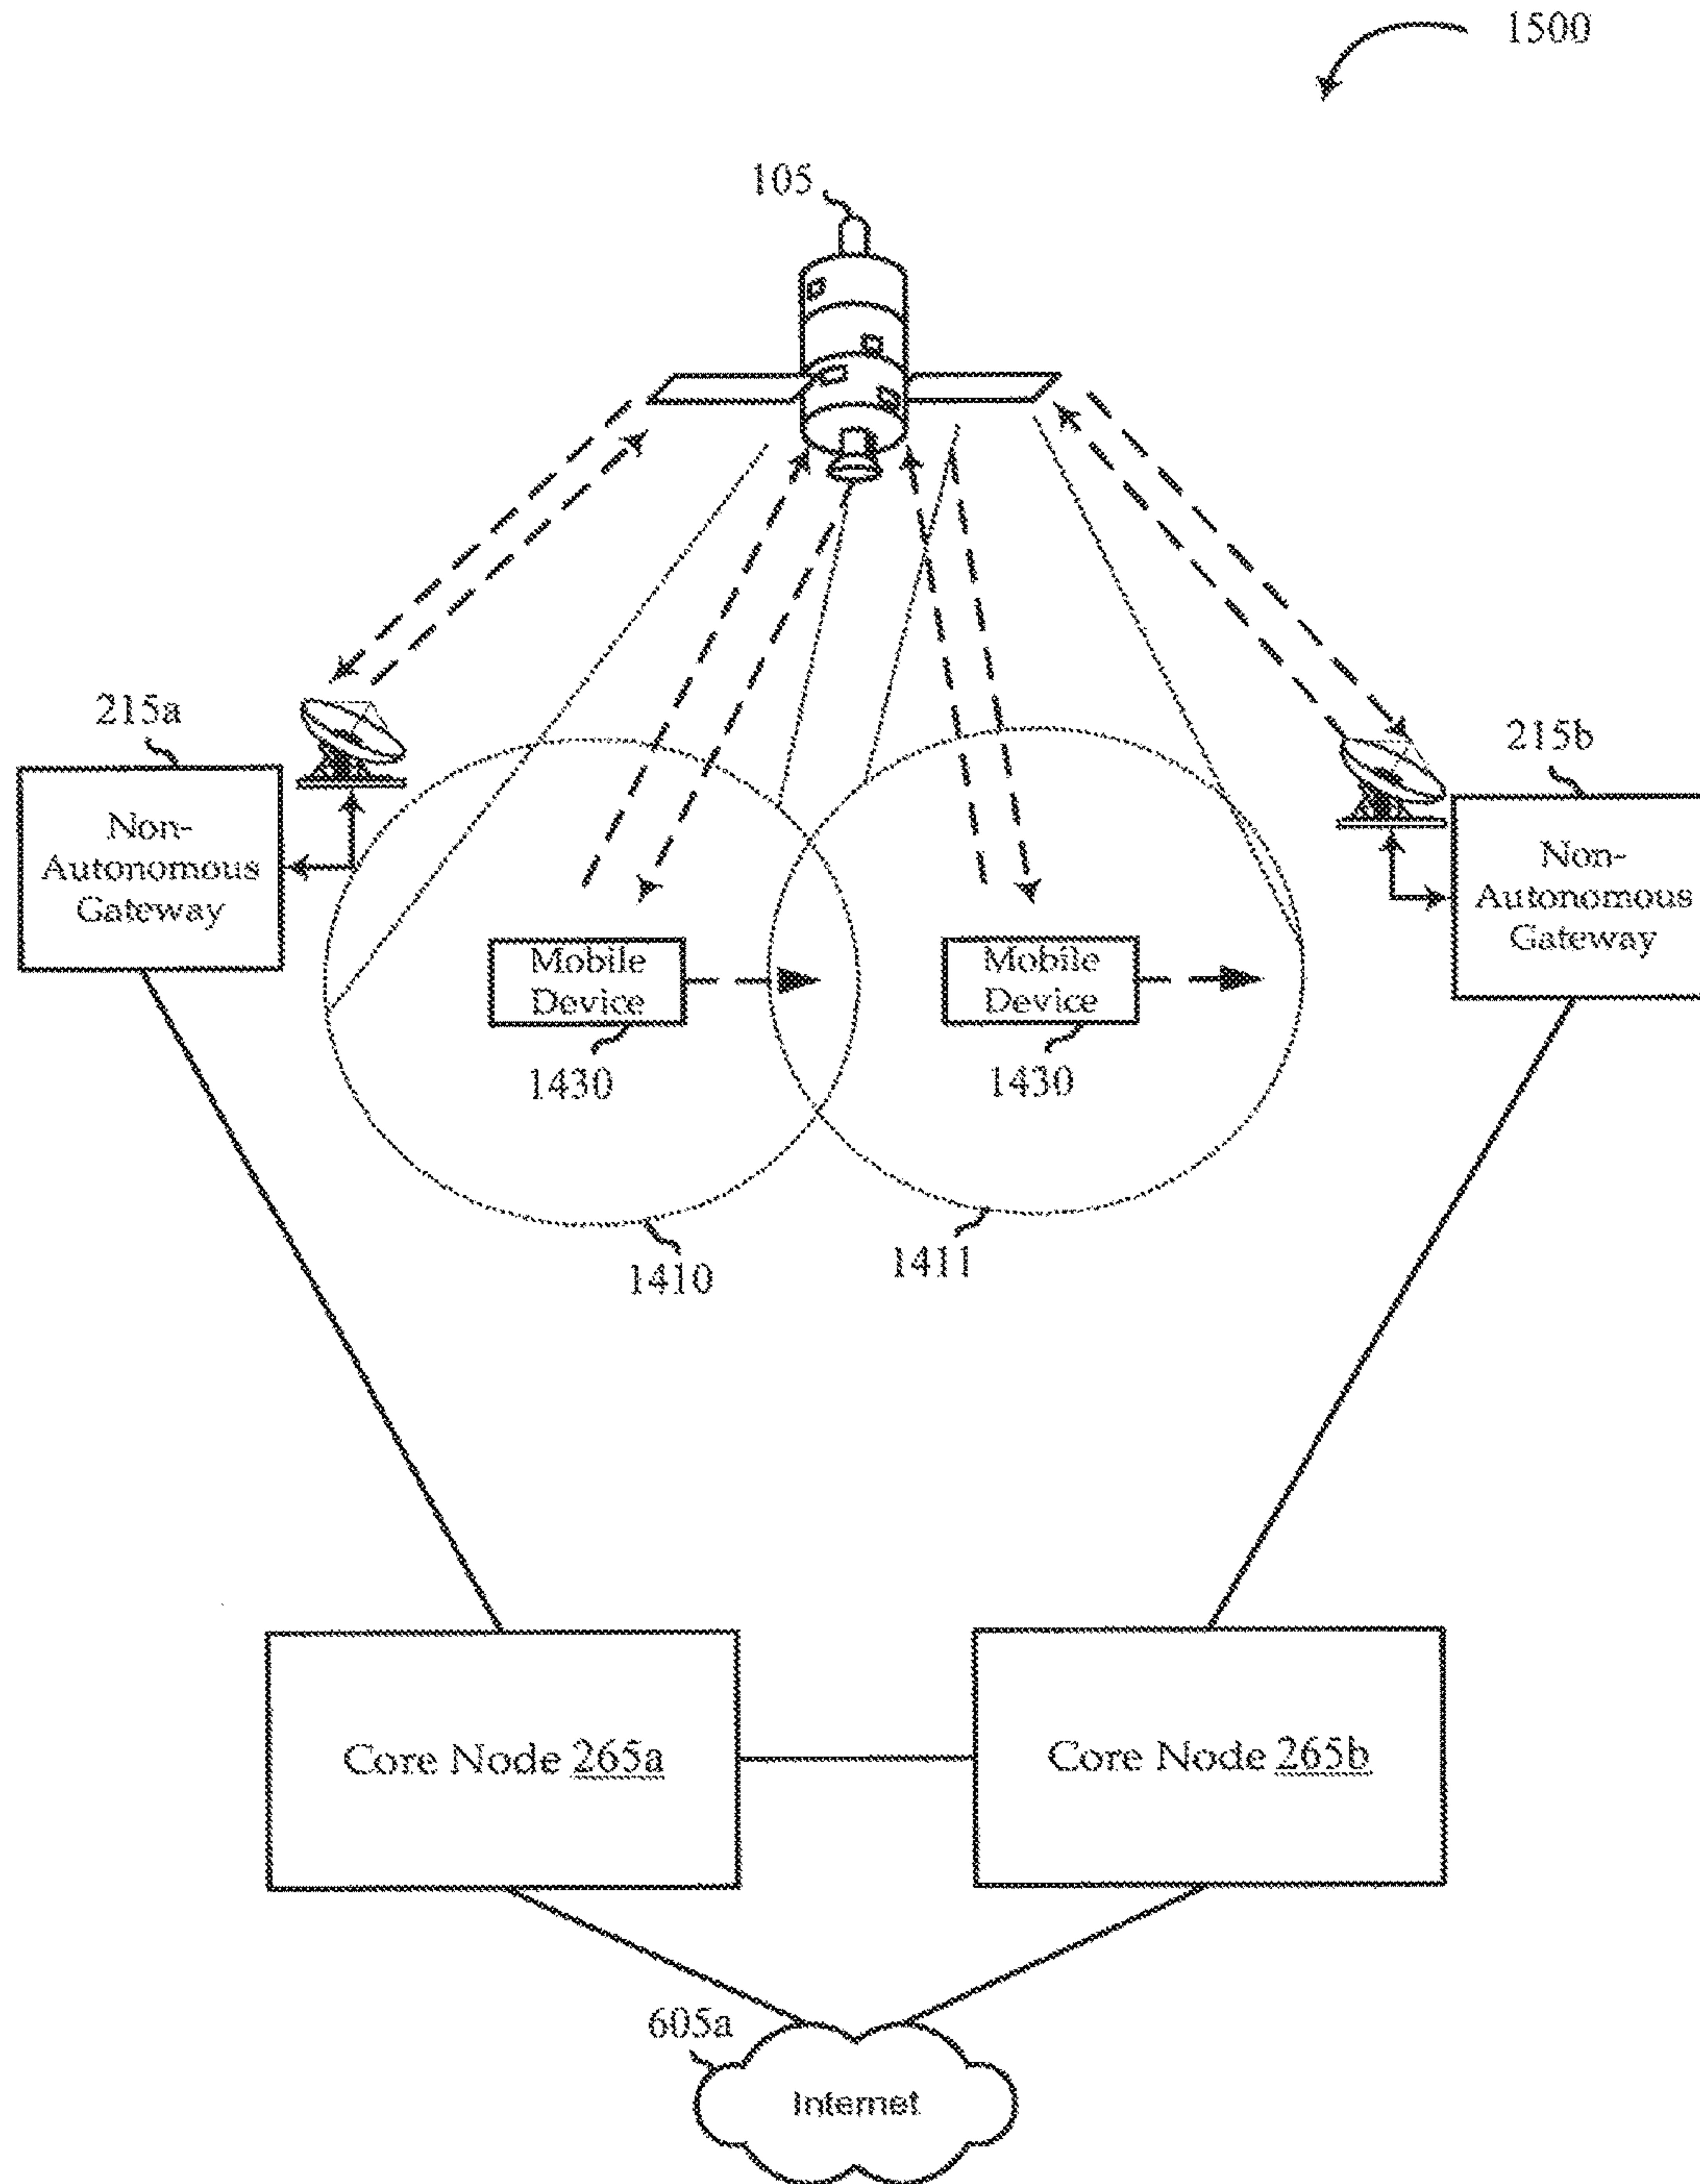 1500
105
215a
Non-
Autonomous
Gateway
215b
Non-
Autonomous
Gateway
Mobile
Device
1430
Mobile
Device
1430
1410
1411
Core Node 265a
Core Node 265b
605a
Internet